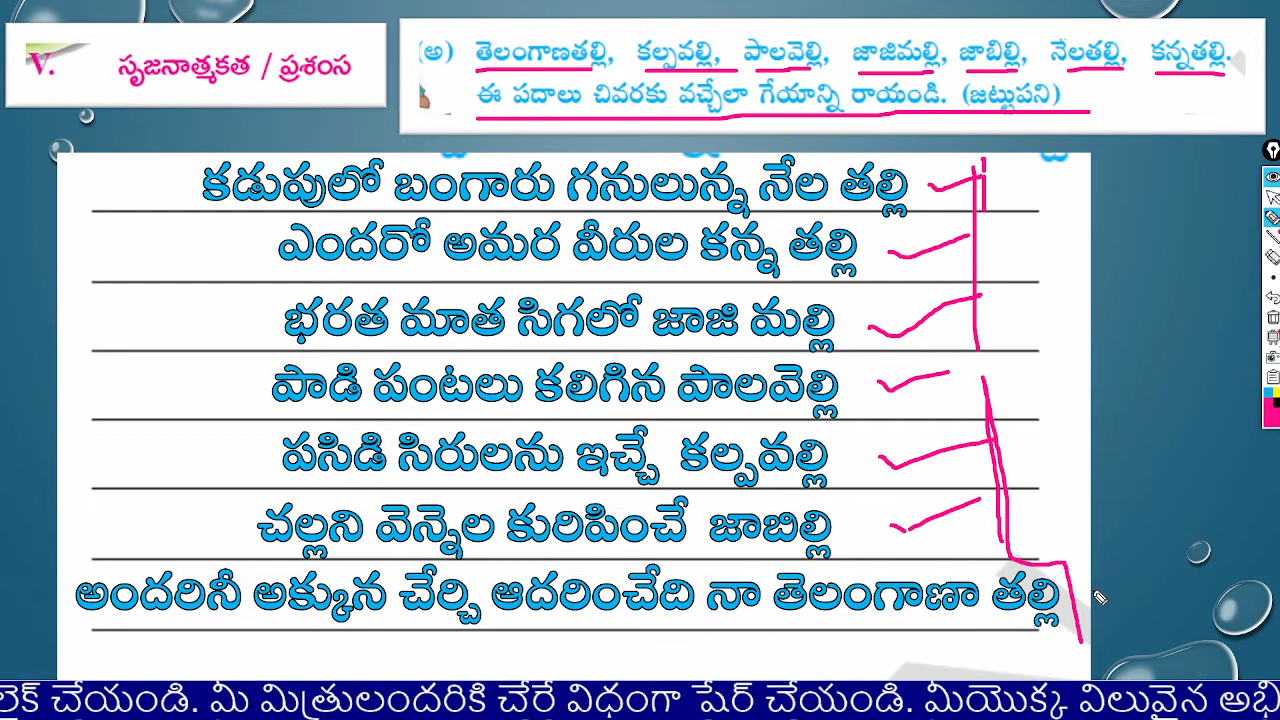 V. సృజనాత్మకత / ప్రశంస
(అ) తెలంగాణతల్లి, కల్పవల్లి, పాలవెల్లి, జాజిమల్లి, జాబిల్లి, నేలతల్లి, కన్నతల్లి.
ఈ పదాలు చివరకు వచ్చేలా గేయాన్ని రాయండి. (జట్టుపని)
కడుపులో బంగారు గనులున్న నేల తల్లి
ఎందరో అమర వీరుల కన్న తల్లి
భరత మాత సిగలో జాజి మల్లి
పాడి పంటలు కలిగిన పాలవెల్లి
పసిడి సిరులను ఇచ్చే కల్పవల్లి
చల్లని వెన్నెల కురిపించే జాబిల్లి
అందరినీ అక్కున చేర్చి ఆదరించేది నా తెలంగాణా తల్లి
చేయండి. మీ మిత్రులందరికి చేరే విధంగా షేర్ చేయండి. మీయొక్క విలువైన